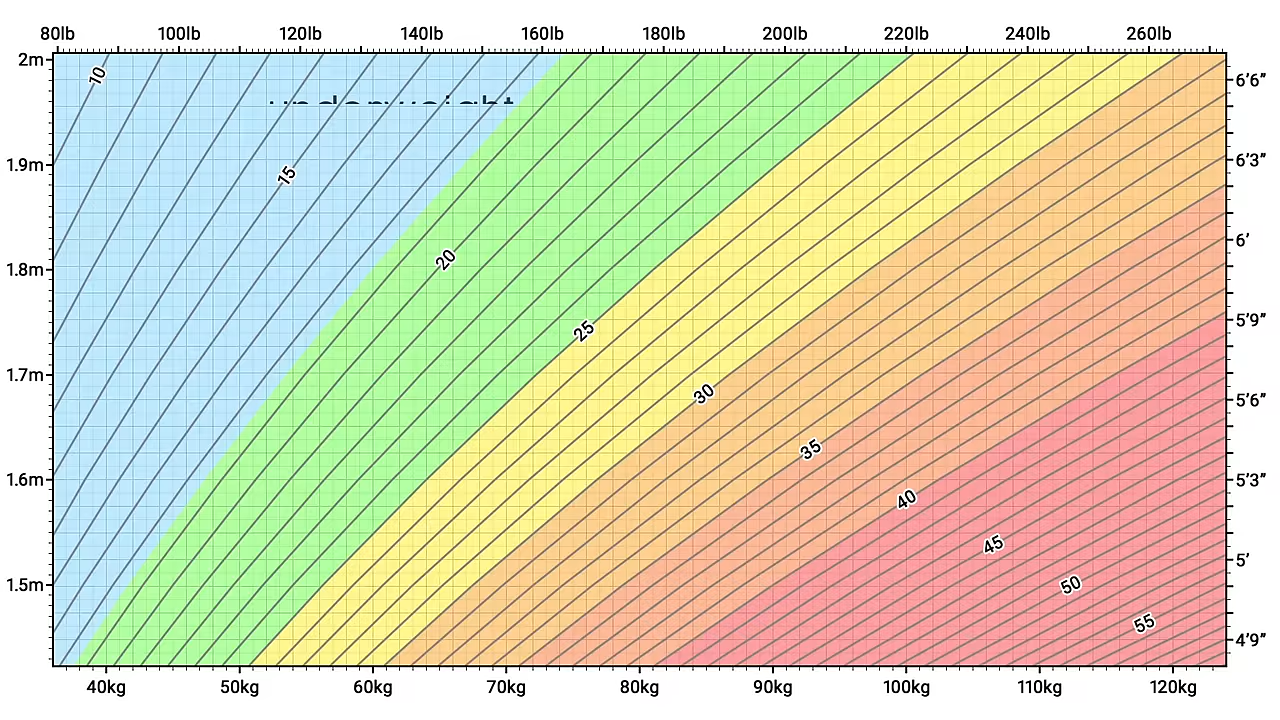 80lb 100lb 120lb 140lb 160lb 180lb 200lb 220lb 240lb 260lb
2m
10
6′6″
1.9m
15
6′3″
20
6′
1.8m
25
5′9″
1.7m
30
5′6″
35
1.6m
40
5′3″
45
5′
1.5m
50
55
4′9″
40kg 50kg 60kg 70kg 80kg 90kg 100kg 110kg 120kg